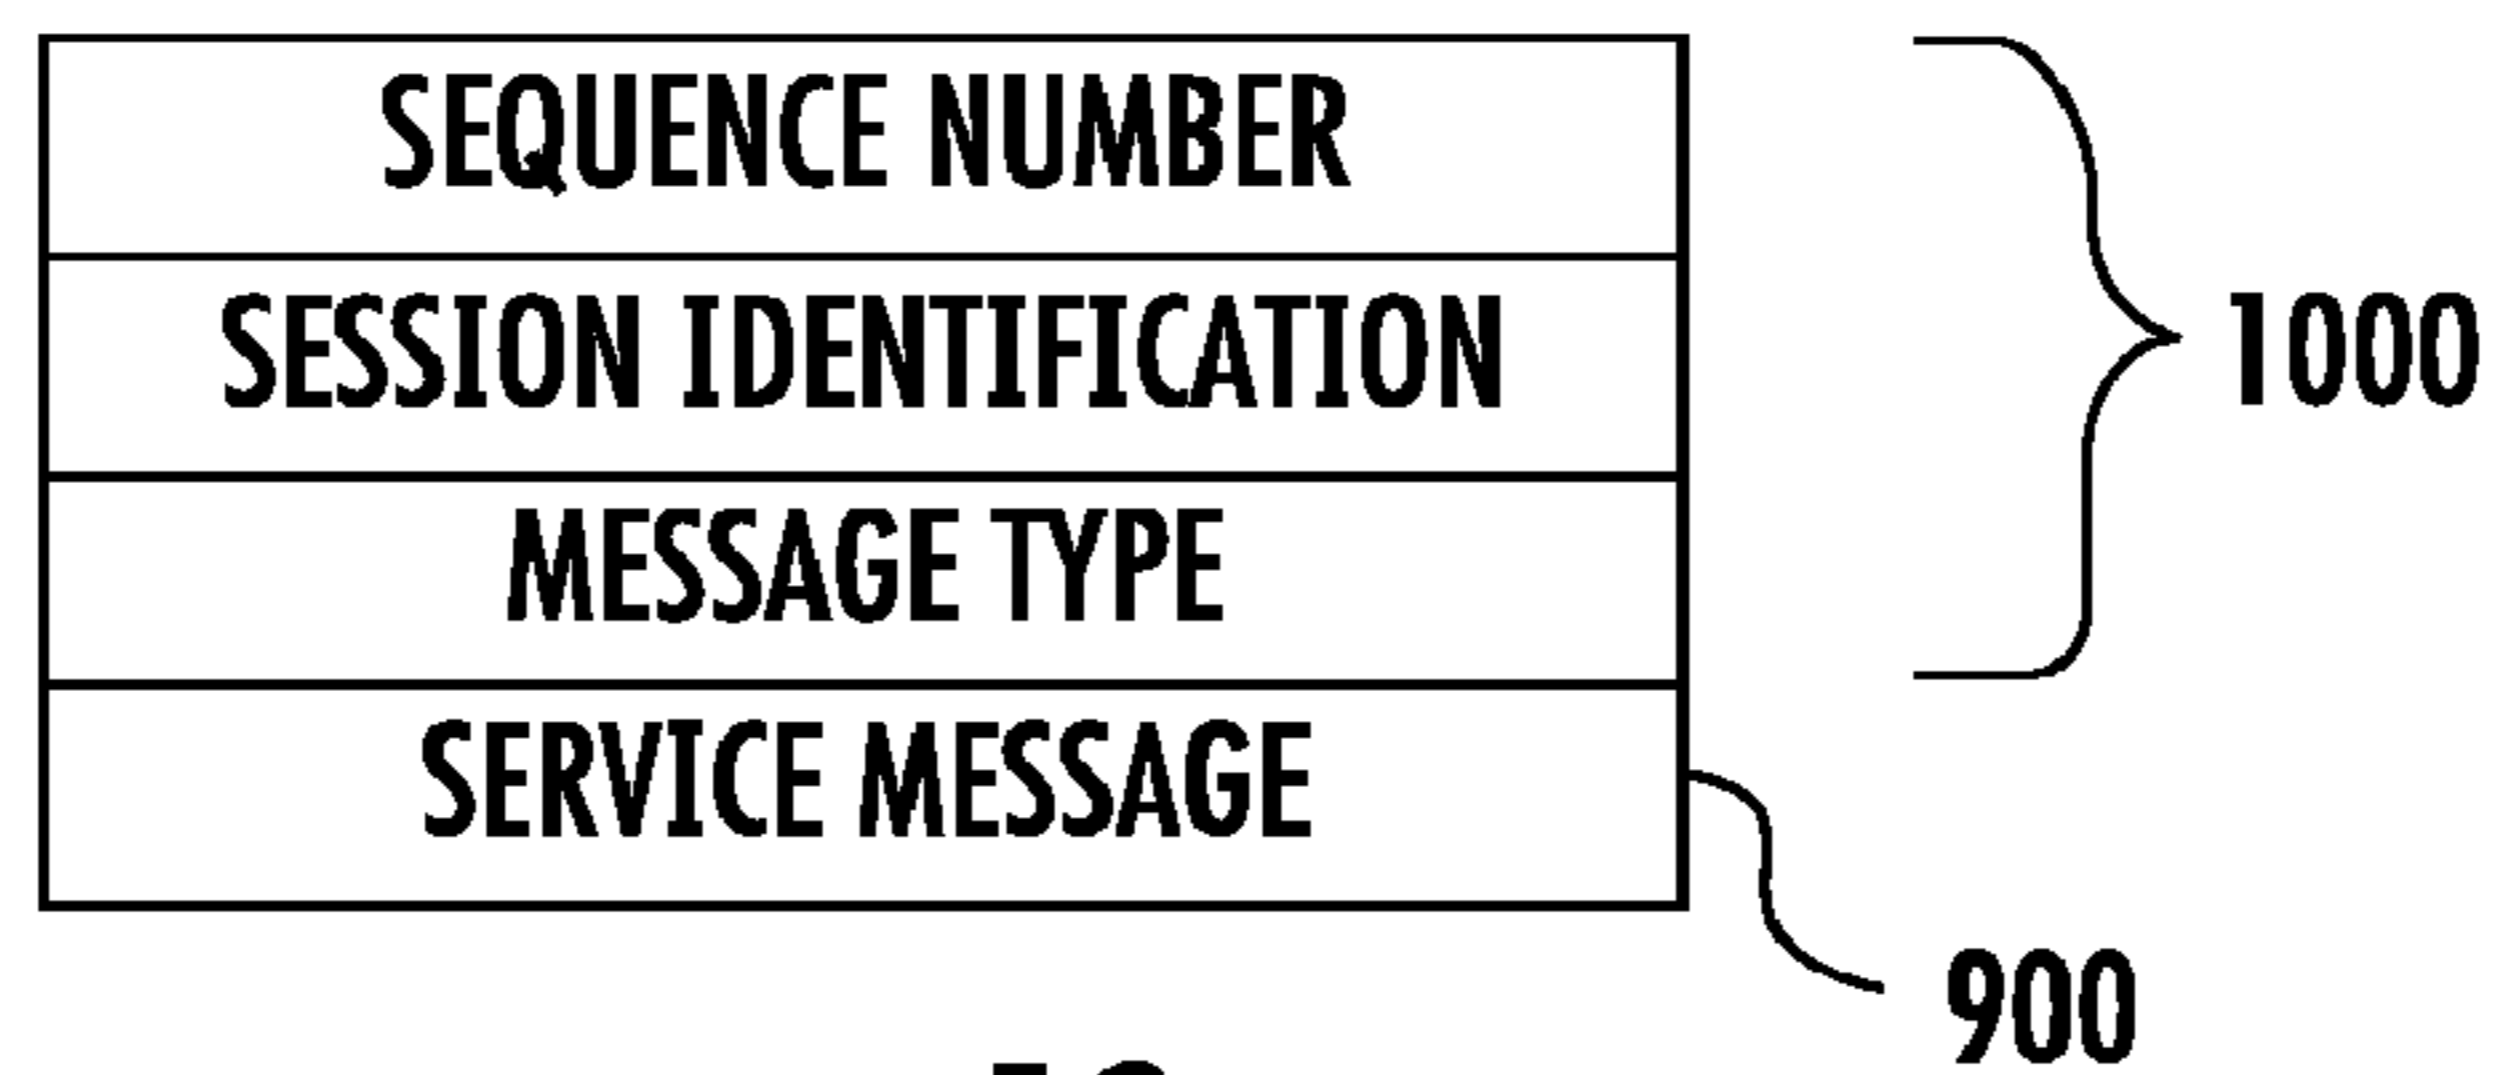 SEQUENCE NUMBER
SESSION IDENTIFICATION
1000
MESSAGE TYPE
SERVICE MESSAGE
900